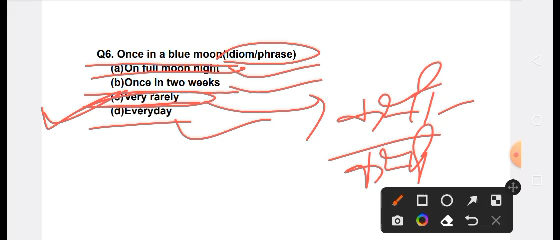 Q6. Once in a blue moon(idiom/phrase)
(a)On full moon night
(b)Once in two weeks
(c)Very rarely
(d)Everyday